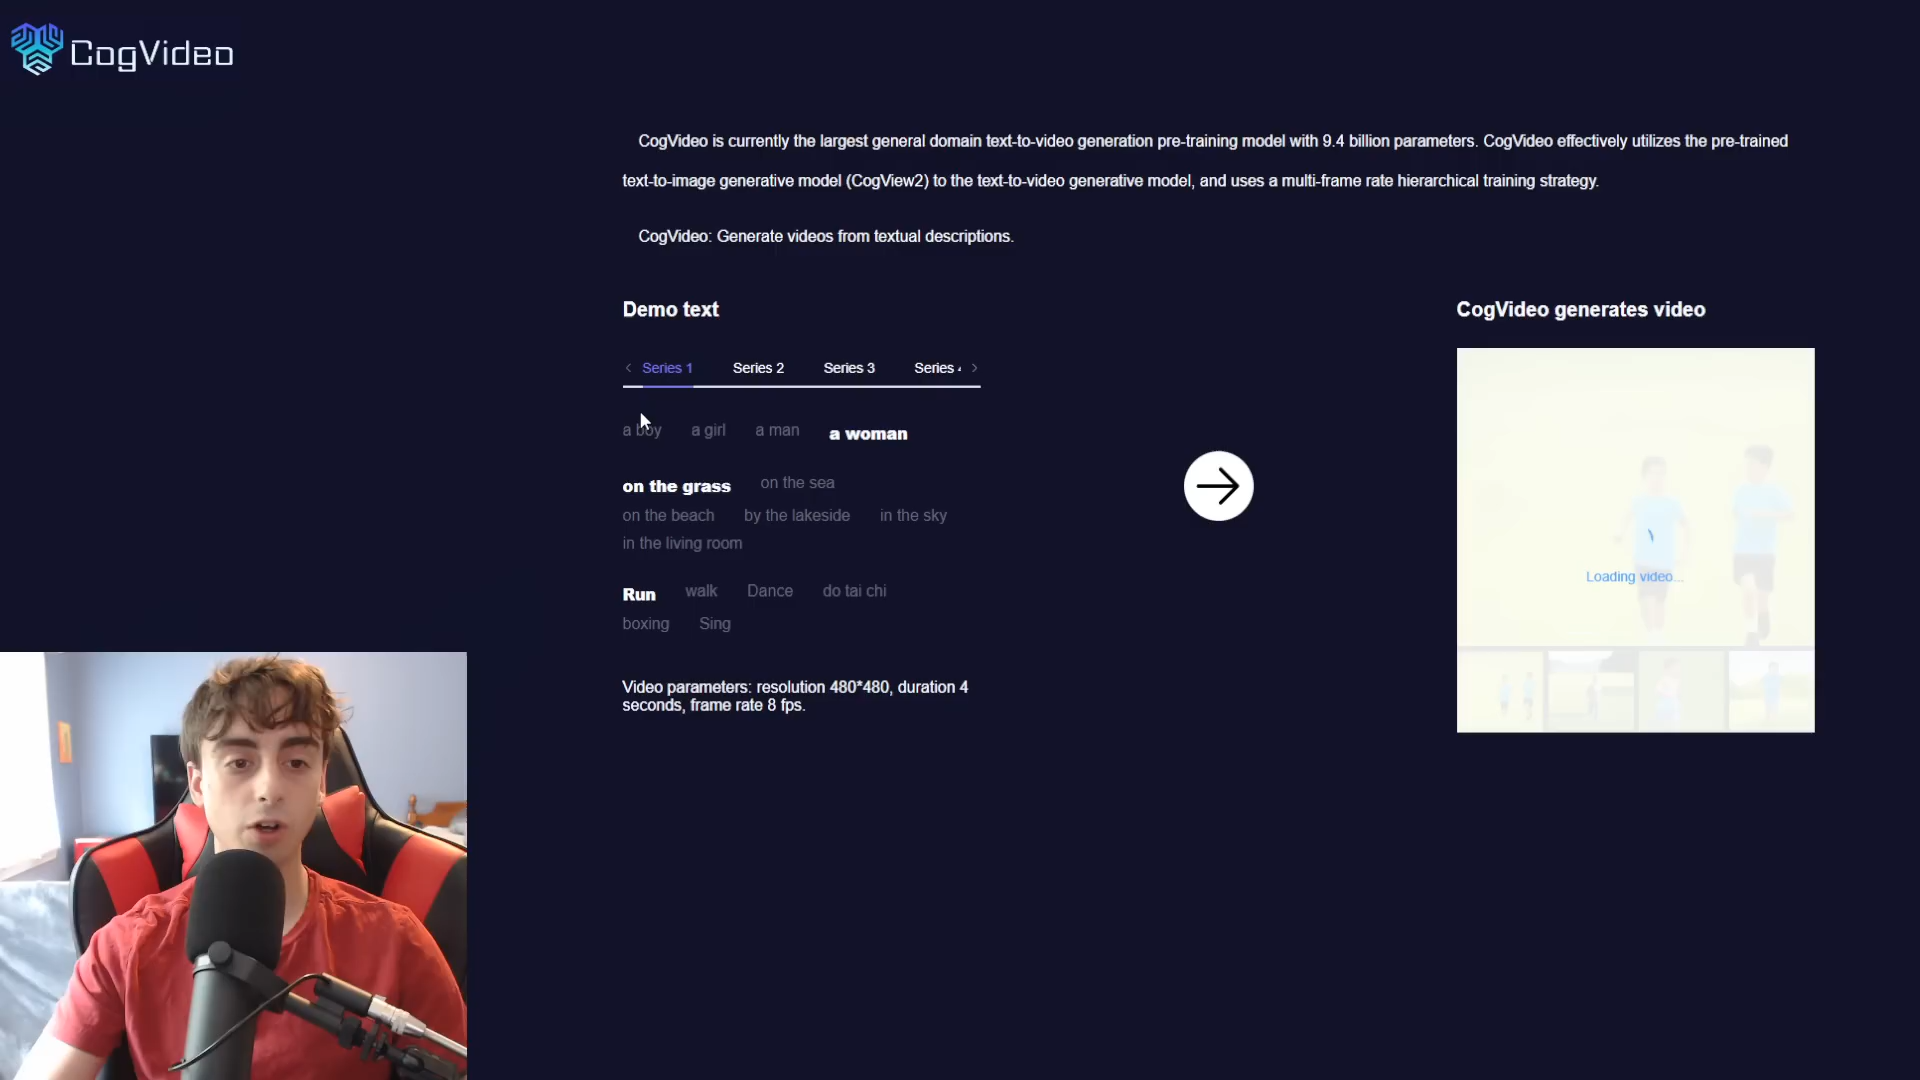 CogVideo
CogVideo is currently the largest general domain text-to-video generation pre-training model with 9.4 billion parameters. CogVideo effectively utilizes the pre-trained
text-to-image generative model (CogView2) to the text-to-video generative model, and uses a multi-frame rate hierarchical training strategy.
CogVideo: Generate videos from textual descriptions.
Demo text
CogVideo generates video
Series 1 Series 2 Series 3 Series
a boy a girl a man a woman
on the grass on the sea
on the beach by the lakeside in the sky
in the living room
Loading video...
Run walk Dance do tai chi
boxing Sing
Video parameters: resolution 480*480, duration 4
seconds, frame rate 8 fps.